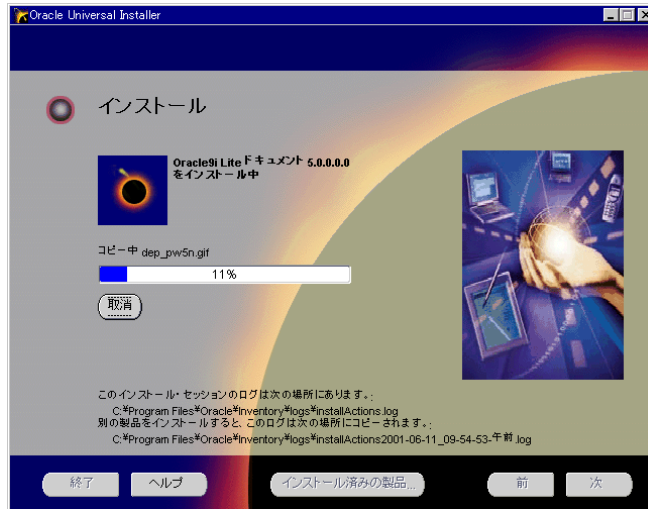 Oracle Universal Installer
インストール
Oracle9i Liteドキュメント 5.0.0.0
をインストール中
コピー中 dep_pw5n.gif
11%
取消
このインストール・セッションのログは次の場所にあります。:
C:¥Program Files¥Oracle¥Inventory¥logs¥installActions.log
別の製品をインストールすると、このログは次の場所にコピーされます。:
C:¥Program Files¥Oracle¥Inventory¥logs¥installActions2001-06-11_09-54-53-午前.log
終了 ヘルプ インストール済みの製品... 前 次